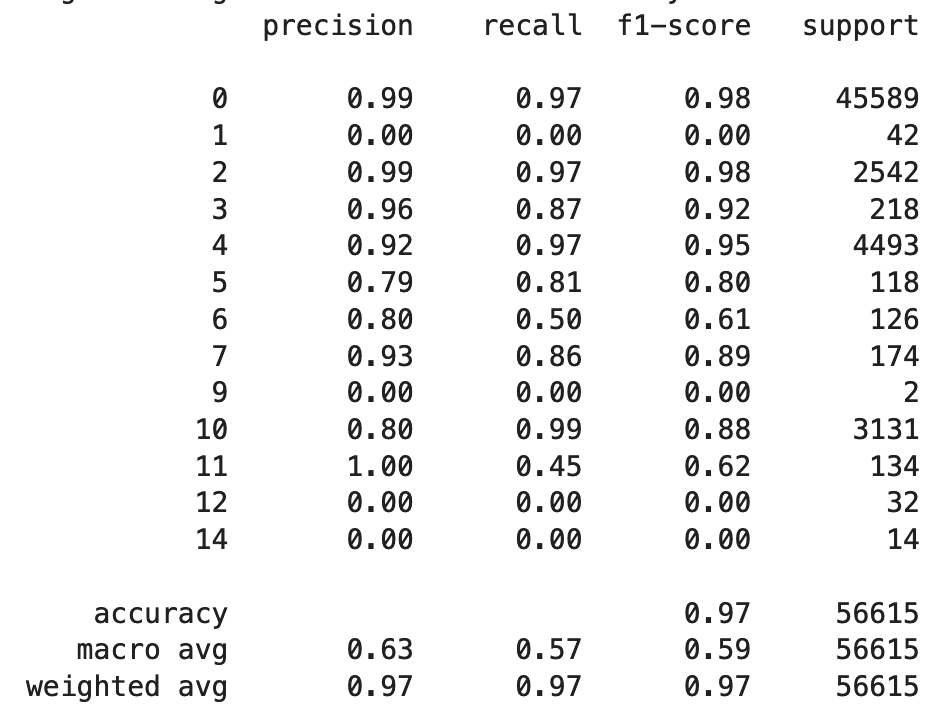 precision recall f1-score support
0 0.99 0.97 0.98 45589
1 0.00 0.00 0.00 42
2 0.99 0.97 0.98 2542
3 0.96 0.87 0.92 218
4 0.92 0.97 0.95 4493
5 0.79 0.81 0.80 118
6 0.80 0.50 0.61 126
7 0.93 0.86 0.89 174
9 0.00 0.00 0.00 2
10 0.80 0.99 0.88 3131
11 1.00 0.45 0.62 134
12 0.00 0.00 0.00 32
14 0.00 0.00 0.00 14
accuracy 0.97 56615
macro avg 0.63 0.57 0.59 56615
weighted avg 0.97 0.97 0.97 56615